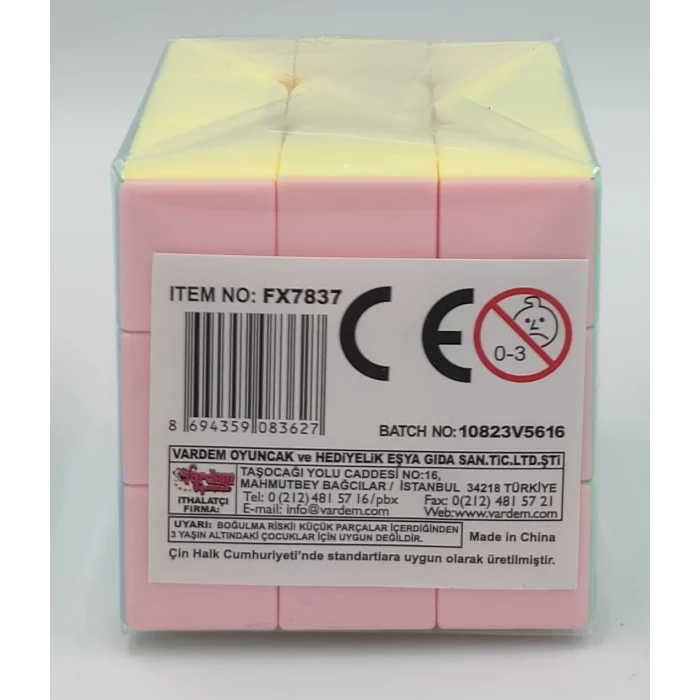 ITEM NO: FX7837
CE
0-3
8 694359 083627
BATCH NO:10823V5616
VARDEM OYUNCAK ve HEDİYELİK EŞYA GIDA SAN.TİC.LTD.ŞTİ
Vardem
Oyuncak
İTHALATÇI
FİRMA:
TAŞOCAĞI YOLU CADDESİ NO:16,
MAHMUTBEY BAĞCILAR / İSTANBUL 34218 TÜRKİYE
Tel: 0 (212) 481 57 16/pbx Fax: 0(212) 481 57 21
E-mail: info@vardem.com Web:www.vardem.com
UYARI: BOĞULMA RİSKİ! KÜÇÜK PARÇALAR İÇERDİĞİNDEN
3 YAŞIN ALTINDAKİ ÇOCUKLAR İÇİN UYGUN DEĞİLDİR.
Made in China
Çin Halk Cumhuriyeti'nde standartlara uygun olarak üretilmiştir.